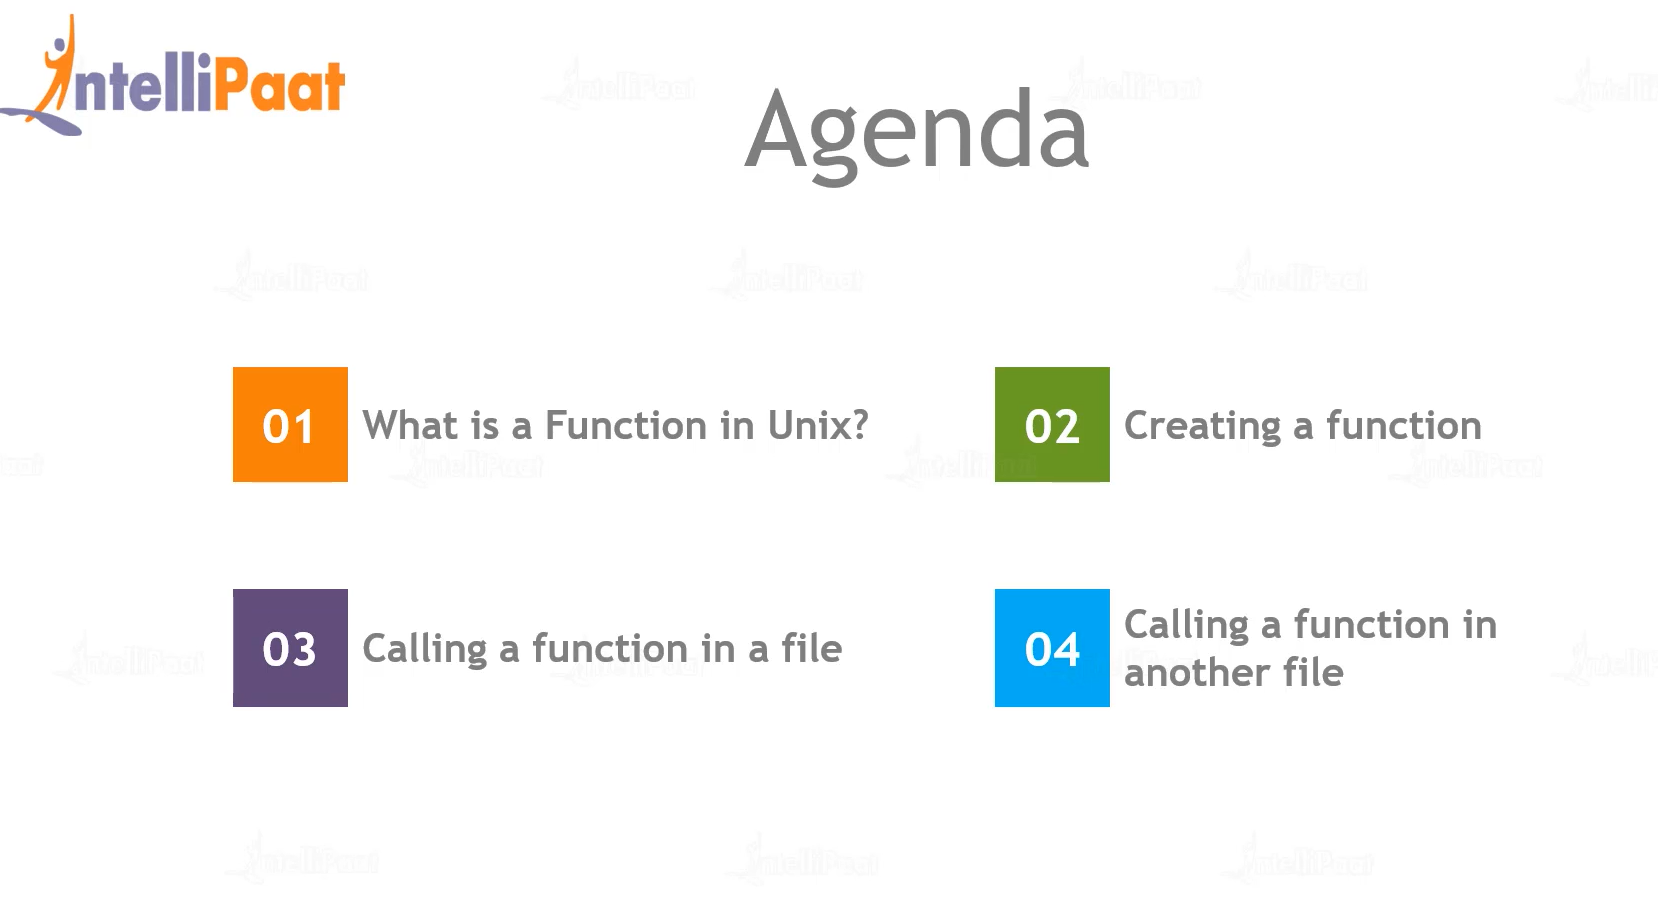 IntelliPaat
Agenda
01 What is a Function in Unix?
02 Creating a function
03 Calling a function in a file
04 Calling a function in
another file